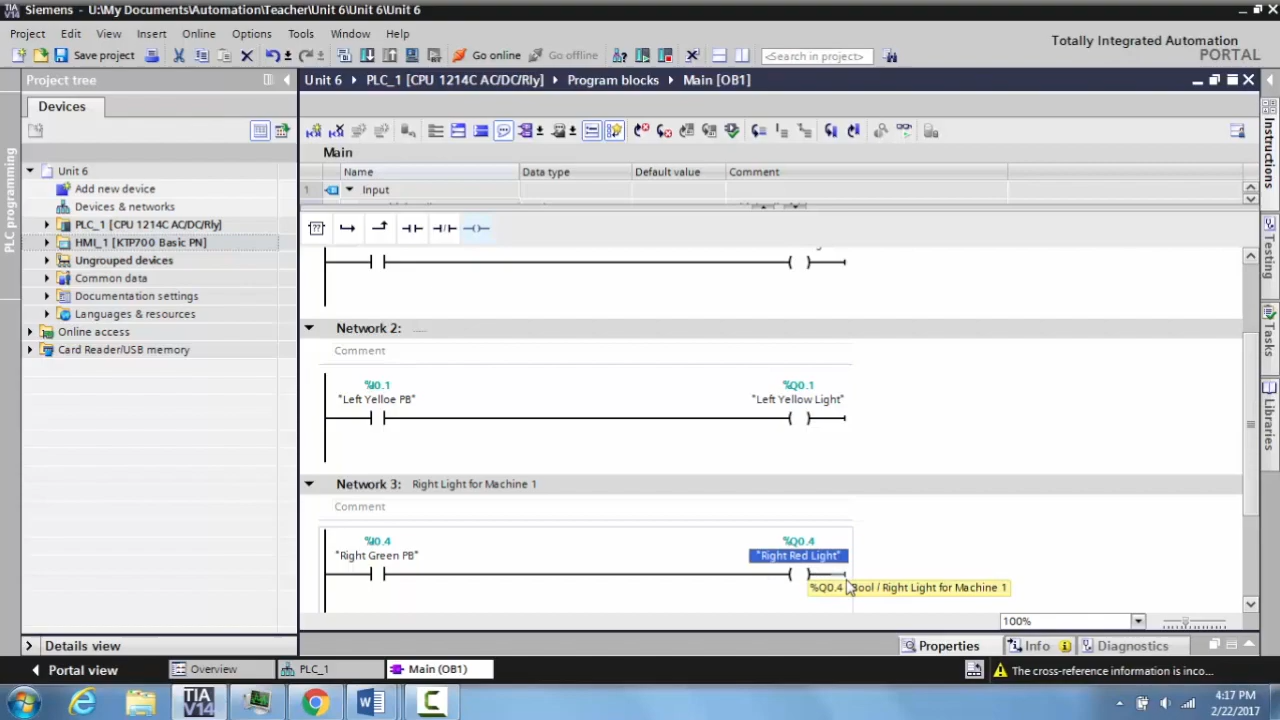 TIA V14 Siemens - U:\My Documents\Automation\Teacher\Unit 6\Unit 6\Unit 6
Project Edit View Insert Online Options Tools Window Help
Totally Integrated Automation
PORTAL
Save project Go online Go offline <Search in project>
Project tree
Unit 6 PLC_1 [CPU 1214C AC/DC/Rly] Program blocks Main [OB1]
Devices
PLC programming
Main
Name Data type Default value Comment
1 Input
Unit 6
Add new device
Devices & networks
PLC_1 [CPU 1214C AC/DC/Rly]
HMI_1 [KTP700 Basic PN]
Ungrouped devices
Common data
Documentation settings
Languages & resources
Online access
Card Reader/USB memory
??
Network 2: ......
Comment
%I0.1 %Q0.1
"Left Yelloe PB" "Left Yellow Light"
Network 3: Right Light for Machine 1
Comment
%I0.4 %Q0.4
"Right Green PB" "Right Red Light"
%Q0.4 Bool / Right Light for Machine 1
100%
Instructions
Testing
Tasks
Libraries
Details view
Properties Info Diagnostics
Portal view Overview PLC_1 Main (OB1) The cross-reference information is inco...
TIA V14 W C
4:17 PM
2/22/2017